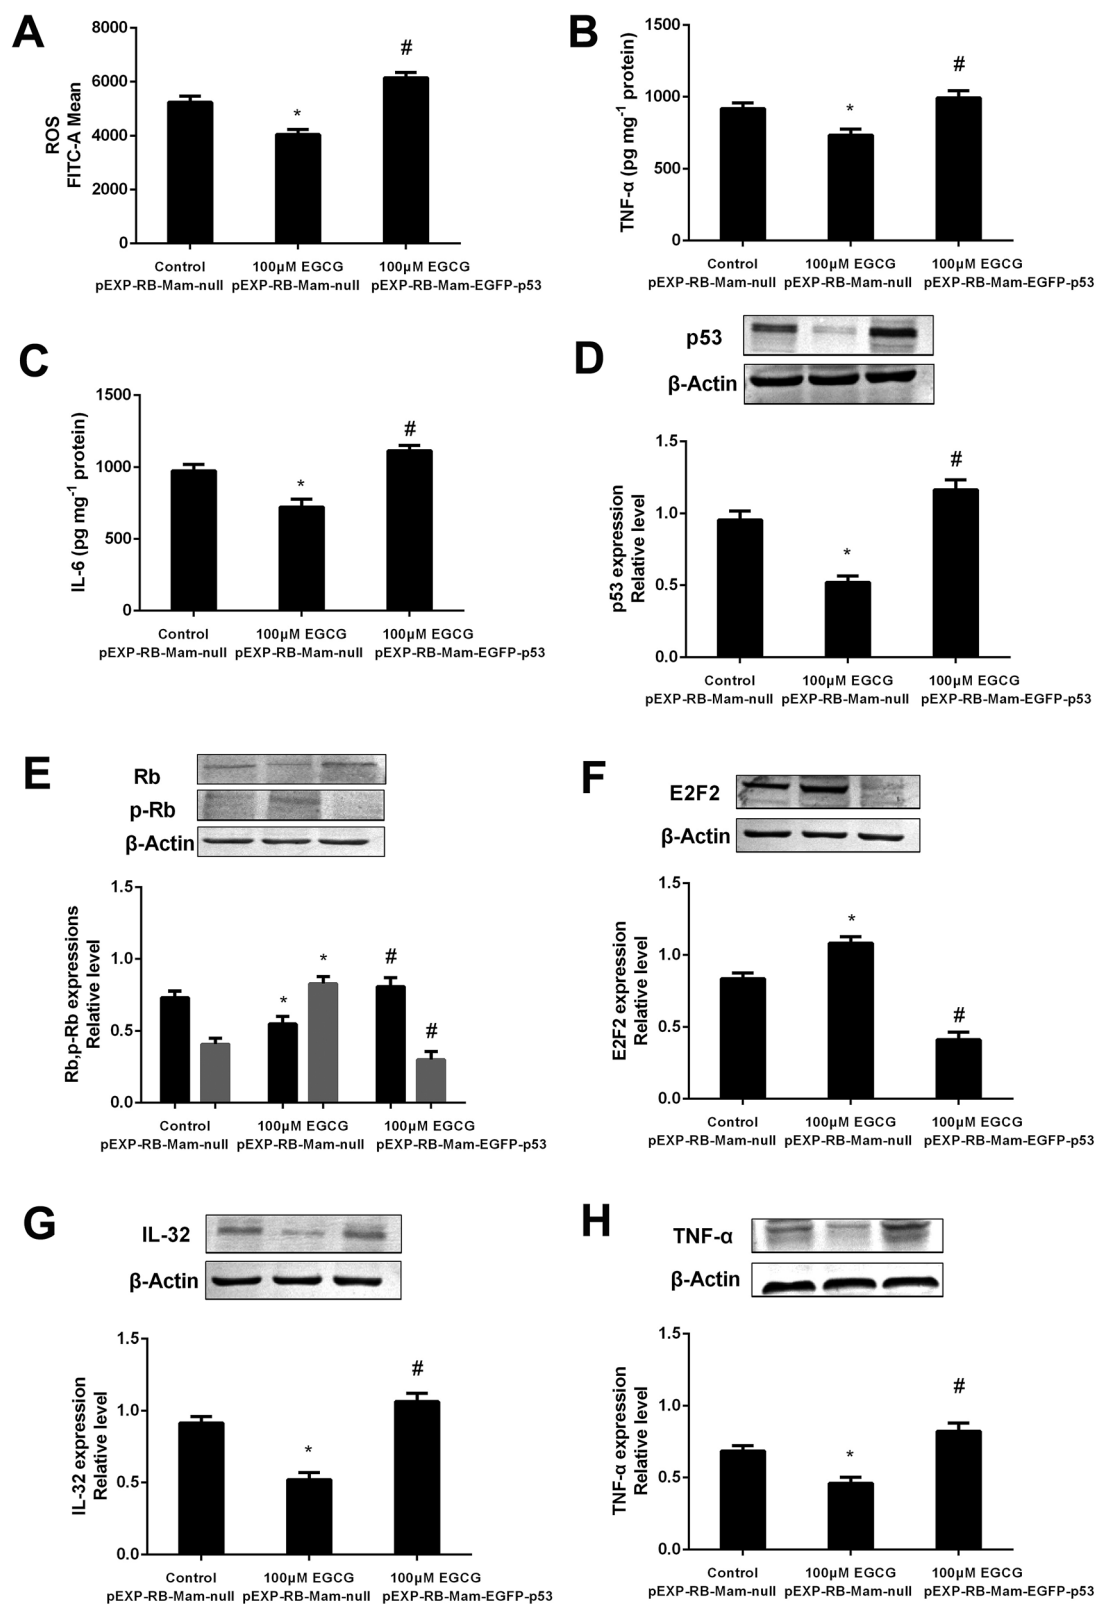 A
8000
6000
4000
2000
0
ROS
FITC-A Mean
*
#
Control
pEXP-RB-Mam-null
100μM EGCG
pEXP-RB-Mam-null
100μM EGCG
pEXP-RB-Mam-EGFP-p53
B
1500
1000
500
0
TNF-α (pg mg-1 protein)
*
#
Control
pEXP-RB-Mam-null
100μM EGCG
pEXP-RB-Mam-null
100μM EGCG
pEXP-RB-Mam-EGFP-p53
C
1500
1000
500
0
IL-6 (pg mg-1 protein)
*
#
Control
pEXP-RB-Mam-null
100μM EGCG
pEXP-RB-Mam-null
100μM EGCG
pEXP-RB-Mam-EGFP-p53
D
p53
β-Actin
1.5
1.0
0.5
0.0
p53 expression
Relative level
*
#
Control
pEXP-RB-Mam-null
100μM EGCG
pEXP-RB-Mam-null
100μM EGCG
pEXP-RB-Mam-EGFP-p53
E
Rb
p-Rb
β-Actin
1.5
1.0
0.5
0.0
Rb,p-Rb expressions
Relative level
*
*
#
#
Control
pEXP-RB-Mam-null
100μM EGCG
pEXP-RB-Mam-null
100μM EGCG
pEXP-RB-Mam-EGFP-p53
F
E2F2
β-Actin
1.5
1.0
0.5
0.0
E2F2 expression
Relative level
*
#
Control
pEXP-RB-Mam-null
100μM EGCG
pEXP-RB-Mam-null
100μM EGCG
pEXP-RB-Mam-EGFP-p53
G
IL-32
β-Actin
1.5
1.0
0.5
0.0
IL-32 expression
Relative level
*
#
Control
pEXP-RB-Mam-null
100μM EGCG
pEXP-RB-Mam-null
100μM EGCG
pEXP-RB-Mam-EGFP-p53
H
TNF-α
β-Actin
1.5
1.0
0.5
0.0
TNF-α expression
Relative level
*
#
Control
pEXP-RB-Mam-null
100μM EGCG
pEXP-RB-Mam-null
100μM EGCG
pEXP-RB-Mam-EGFP-p53